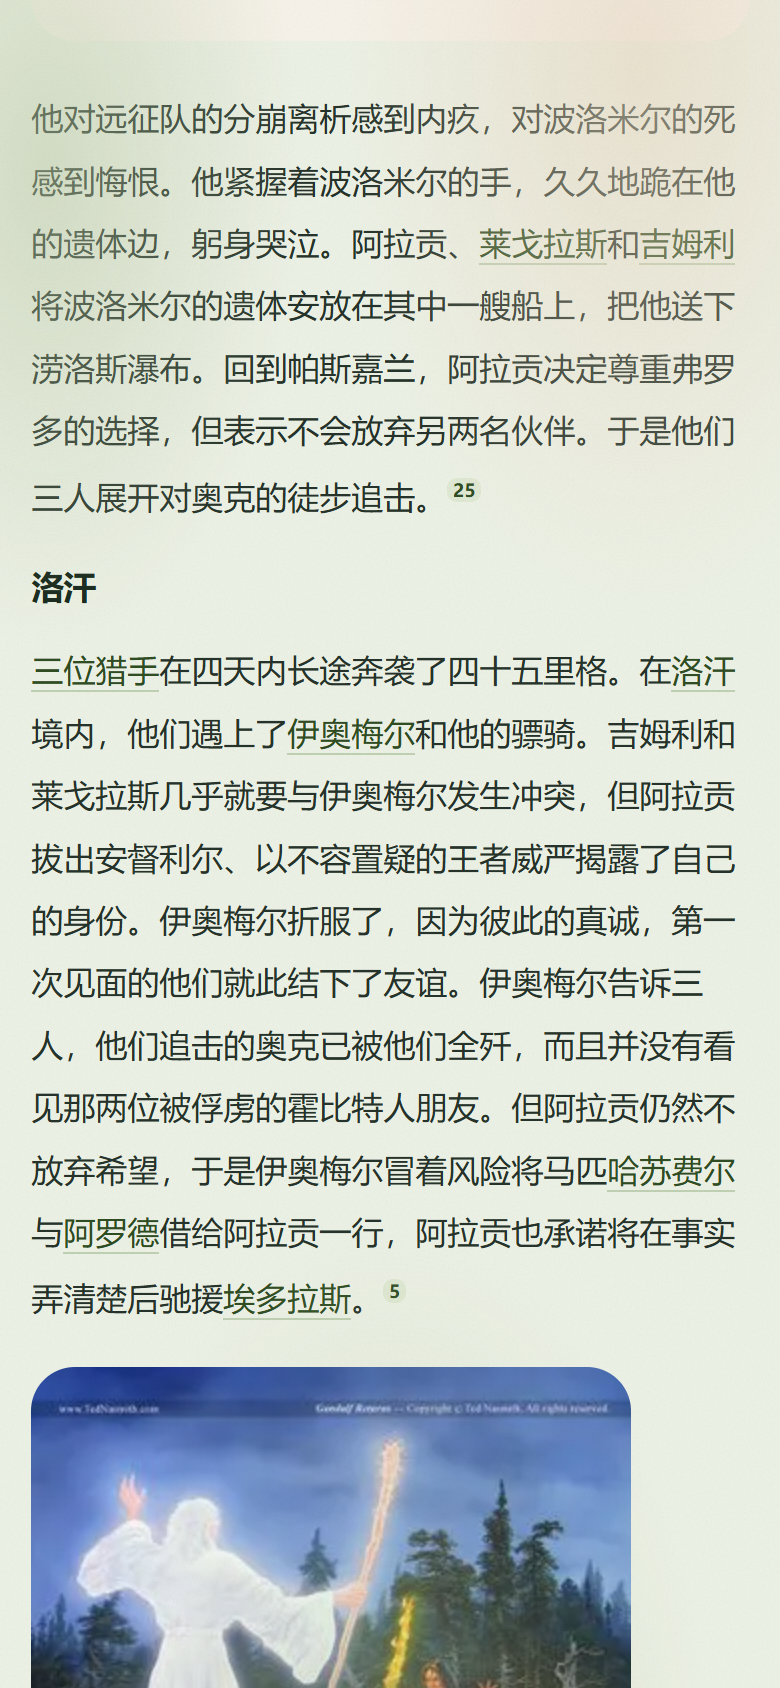 他对远征队的分崩离析感到内疚，对波洛米尔的死
感到悔恨。他紧握着波洛米尔的手，久久地跪在他
的遗体边，躬身哭泣。阿拉贡、莱戈拉斯和吉姆利
将波洛米尔的遗体安放在其中一艘船上，把他送下
涝洛斯瀑布。回到帕斯嘉兰，阿拉贡决定尊重弗罗
多的选择，但表示不会放弃另两名伙伴。于是他们
三人展开对奥克的徒步追击。25
洛汗
三位猎手在四天内长途奔袭了四十五里格。在洛汗
境内，他们遇上了伊奥梅尔和他的骠骑。吉姆利和
莱戈拉斯几乎就要与伊奥梅尔发生冲突，但阿拉贡
拔出安督利尔、以不容置疑的王者威严揭露了自己
的身份。伊奥梅尔折服了，因为彼此的真诚，第一
次见面的他们就此结下了友谊。伊奥梅尔告诉三
人，他们追击的奥克已被他们全歼，而且并没有看
见那两位被俘虏的霍比特人朋友。但阿拉贡仍然不
放弃希望，于是伊奥梅尔冒着风险将马匹哈苏费尔
与阿罗德借给阿拉贡一行，阿拉贡也承诺将在事实
弄清楚后驰援埃多拉斯。5
www.TedNasmith.com Gandalf Returns — Copyright © Ted Nasmith. All rights reserved.